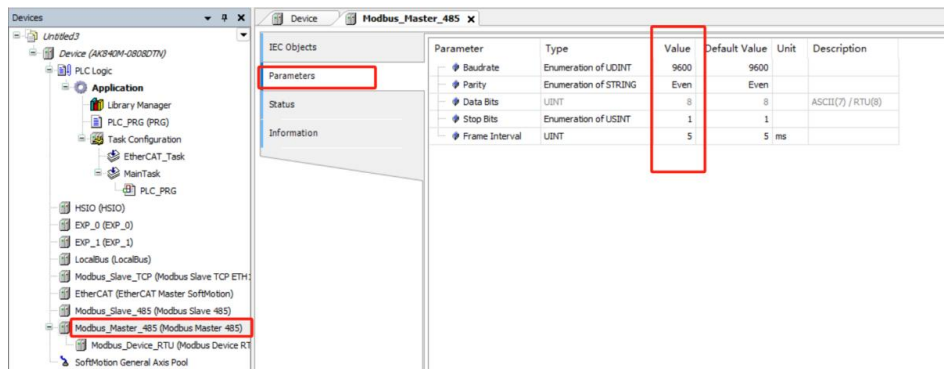 Devices
Untitled3
Device (AK840M-0808DTN)
PLC Logic
Application
Library Manager
PLC_PRG (PRG)
Task Configuration
EtherCAT_Task
MainTask
PLC_PRG
HSIO (HSIO)
EXP_0 (EXP_0)
EXP_1 (EXP_1)
LocalBus (LocalBus)
Modbus_Slave_TCP (Modbus Slave TCP ETH1
EtherCAT (EtherCAT Master SoftMotion)
Modbus_Slave_485 (Modbus Slave 485)
Modbus_Master_485 (Modbus Master 485)
Modbus_Device_RTU (Modbus Device RT
SoftMotion General Axis Pool
Device Modbus_Master_485
IEC Objects
Parameters
Status
Information
Parameter Type Value Default Value Unit Description
Baudrate Enumeration of UDINT 9600 9600
Parity Enumeration of STRING Even Even
Data Bits UINT 8 8 ASCII(7) / RTU(8)
Stop Bits Enumeration of USINT 1 1
Frame Interval UINT 5 5 ms